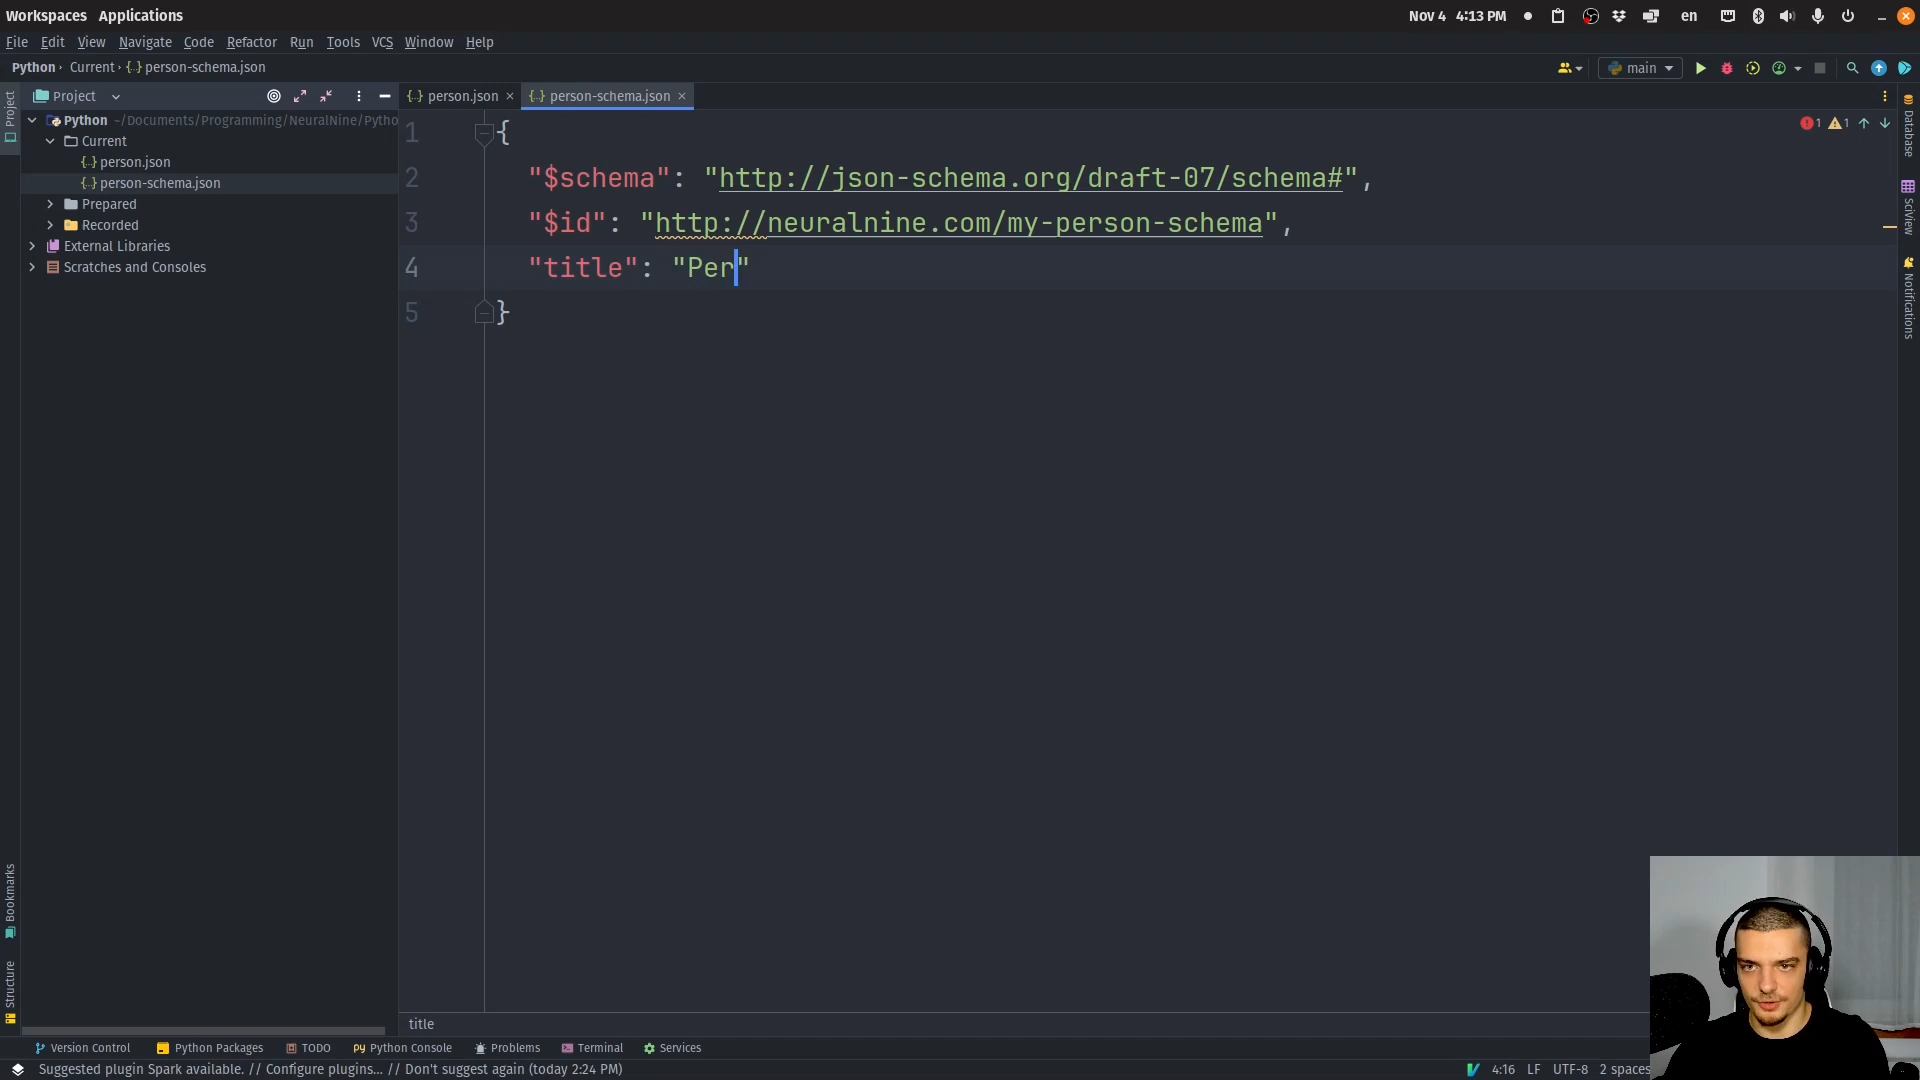 Workspaces Applications
Nov 4 4:13 PM
en
File Edit View Navigate Code Refactor Run Tools VCS Window Help
Python Current person-schema.json
main
Project
Project
person.json
person-schema.json
Python ~/Documents/Programming/NeuralNine/Pytho
Current
person.json
person-schema.json
Prepared
Recorded
External Libraries
Scratches and Consoles
1 {
2 "$schema": "http://json-schema.org/draft-07/schema#",
3 "$id": "http://neuralnine.com/my-person-schema",
4 "title": "Per"
5 }
1 1
Database
SciView
Notifications
Bookmarks
Structure
title
Version Control Python Packages TODO Python Console Problems Terminal Services
Suggested plugin Spark available. // Configure plugins... // Don't suggest again (today 2:24 PM)
4:16 LF UTF-8 2 spaces